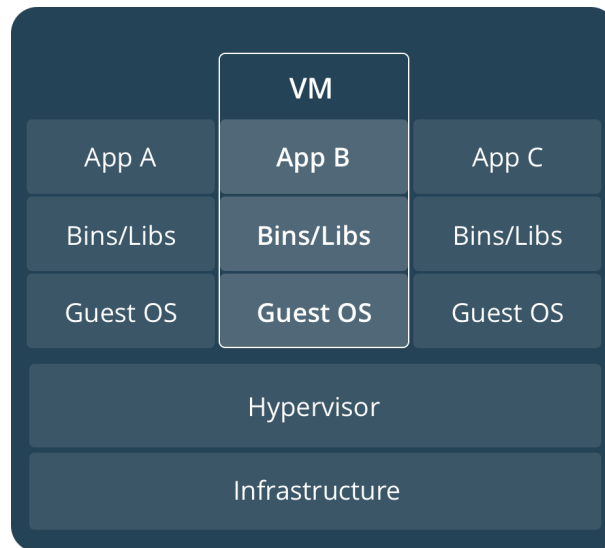 VM
App A
App B
App C
Bins/Libs
Bins/Libs
Bins/Libs
Guest OS
Guest OS
Guest OS
Hypervisor
Infrastructure